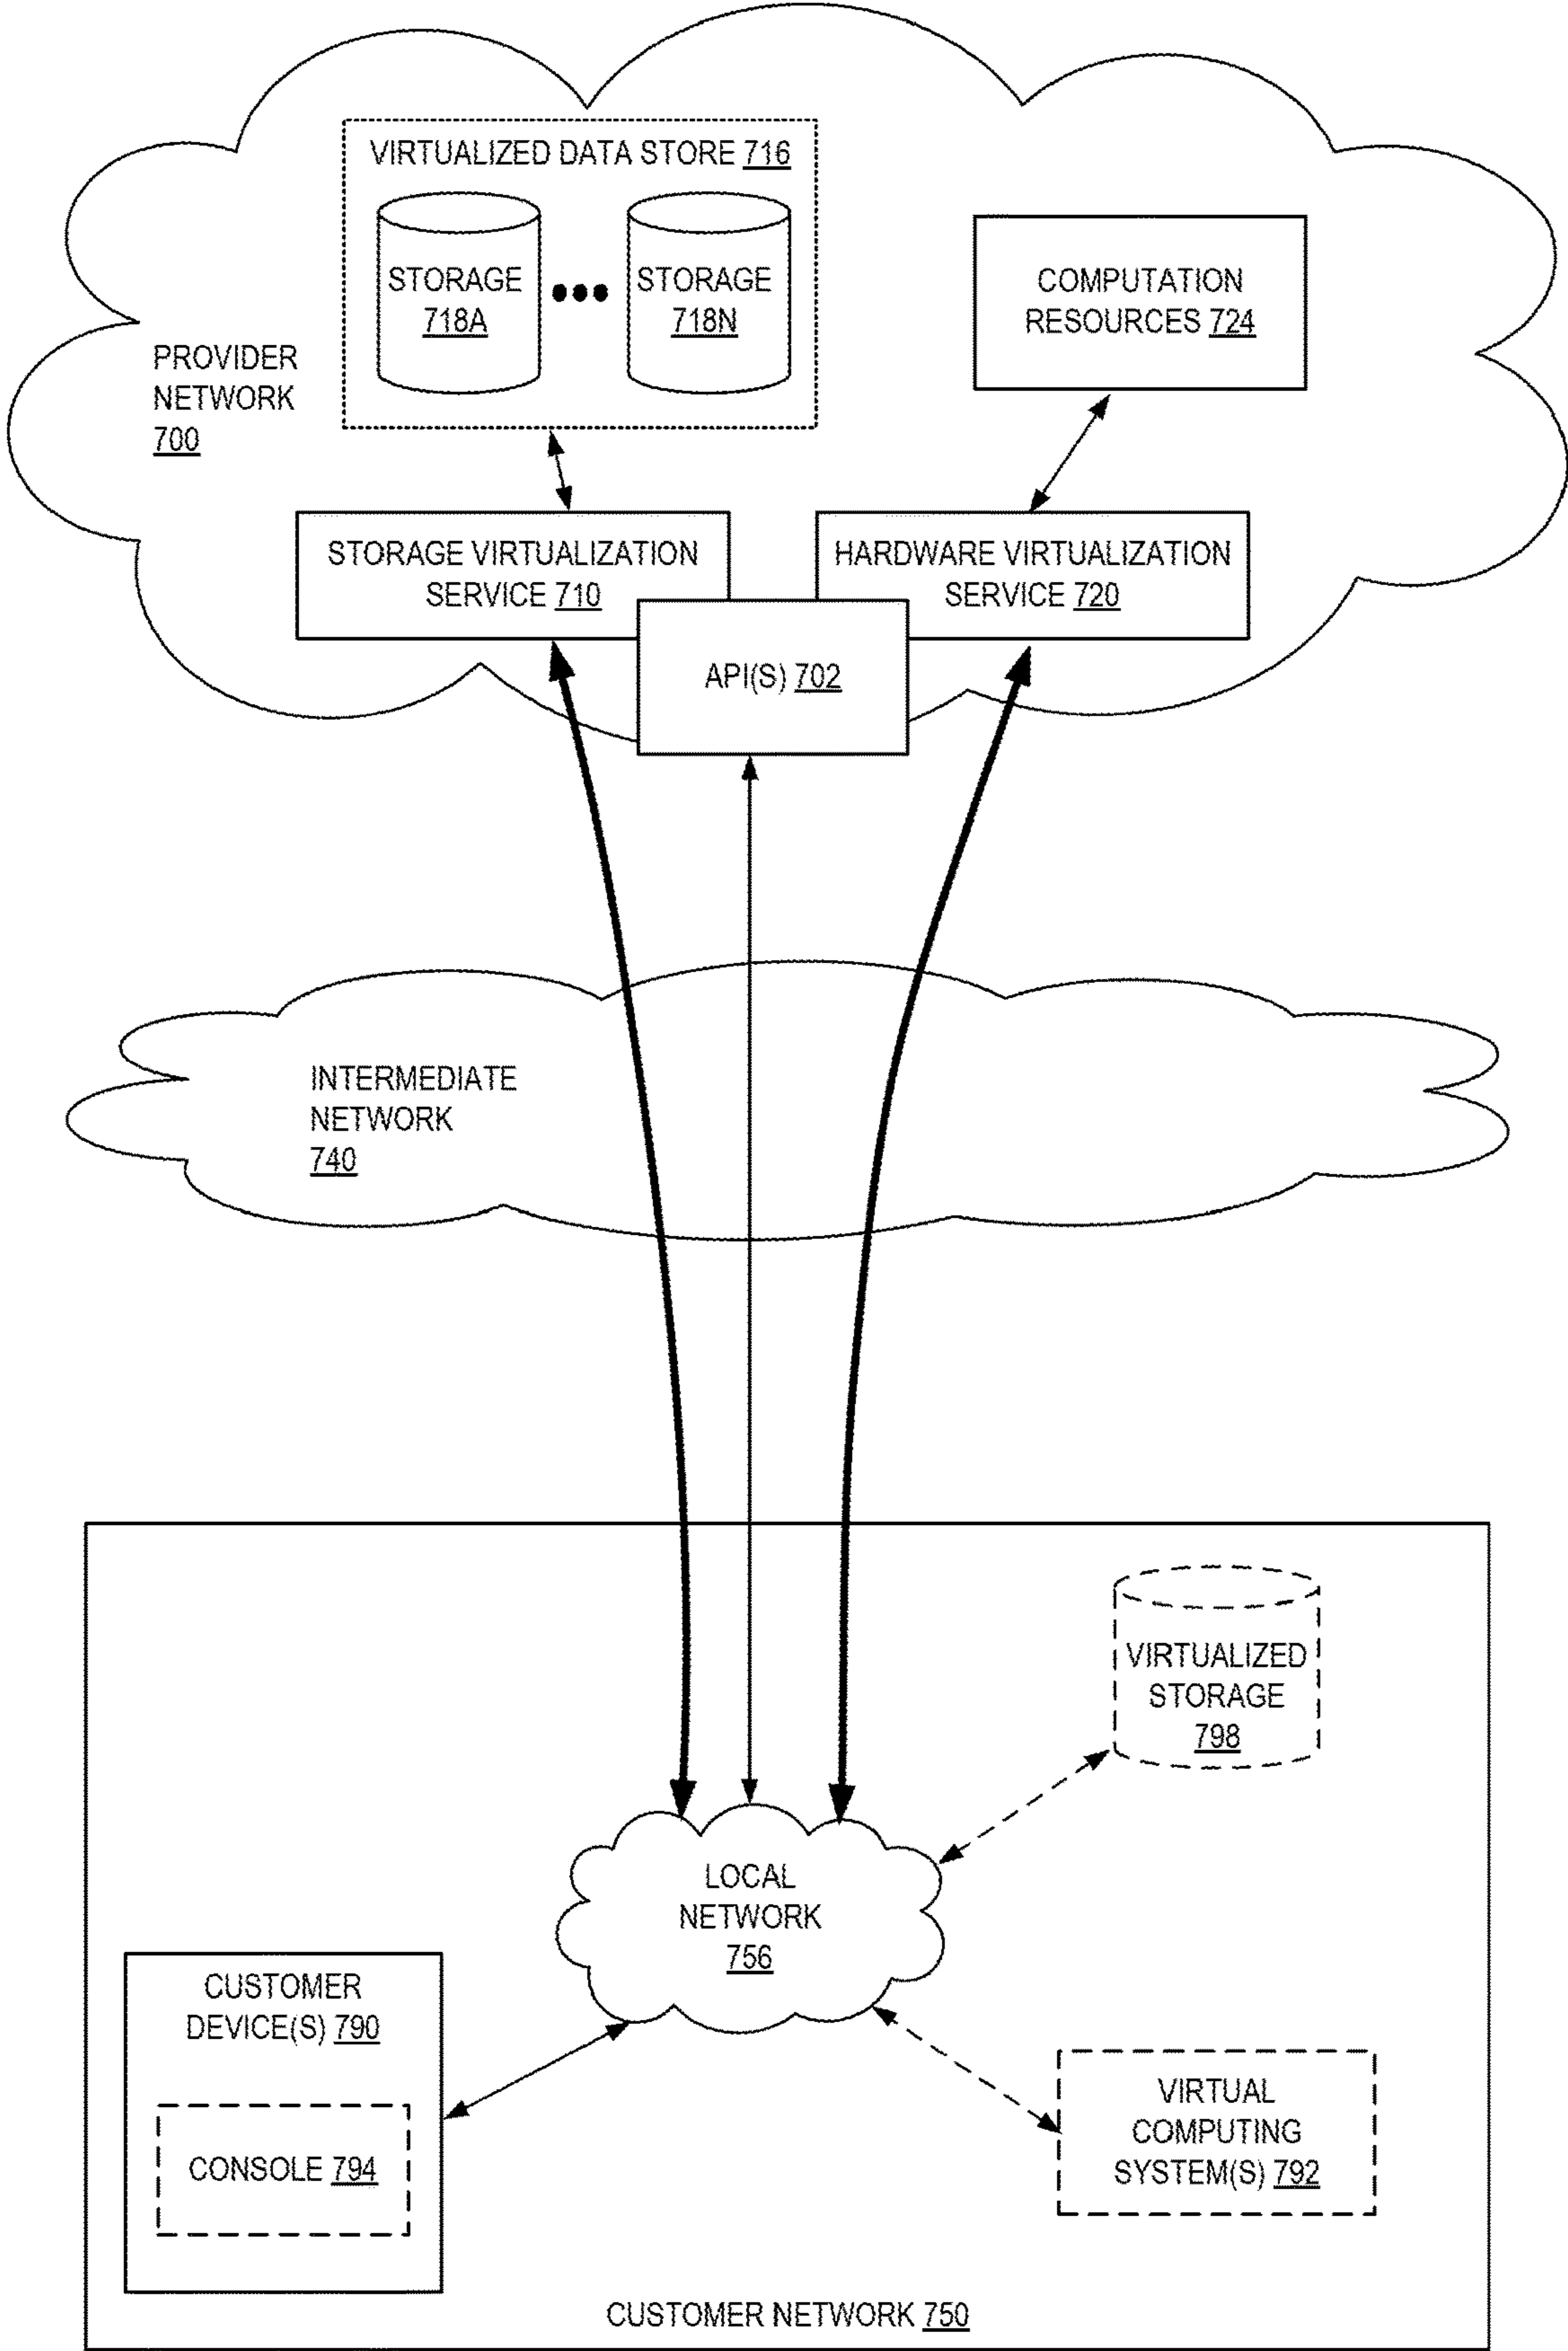 VIRTUALIZED DATA STORE 716
STORAGE
718A
STORAGE
718N
COMPUTATION
RESOURCES 724
PROVIDER
NETWORK
700
STORAGE VIRTUALIZATION
SERVICE 710
HARDWARE VIRTUALIZATION
SERVICE 720
API(S) 702
INTERMEDIATE
NETWORK
740
VIRTUALIZED
STORAGE
798
LOCAL
NETWORK
756
CUSTOMER
DEVICE(S) 790
CONSOLE 794
VIRTUAL
COMPUTING
SYSTEM(S) 792
CUSTOMER NETWORK 750